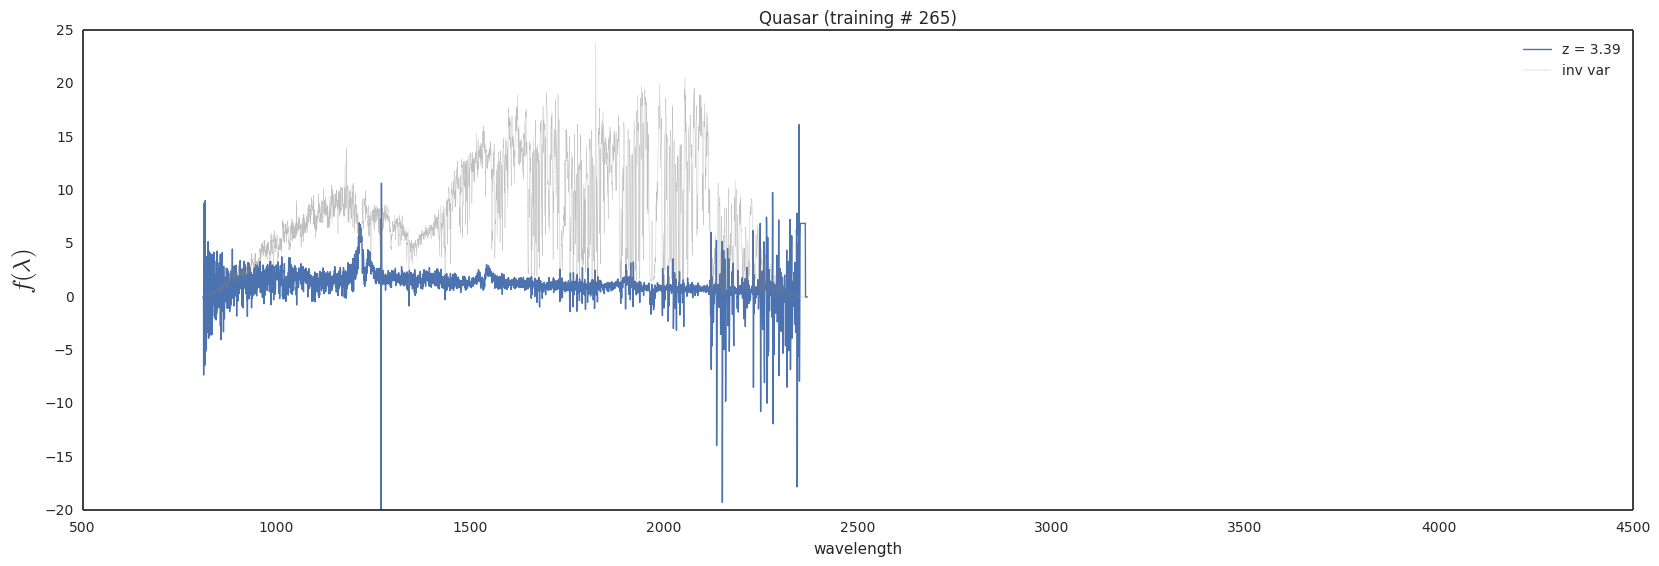 Quasar (training # 265)
25
20
15
10
5
0
−5
−10
−15
−20
f(λ)
z = 3.39
inv var
500 1000 1500 2000 2500 3000 3500 4000 4500
wavelength